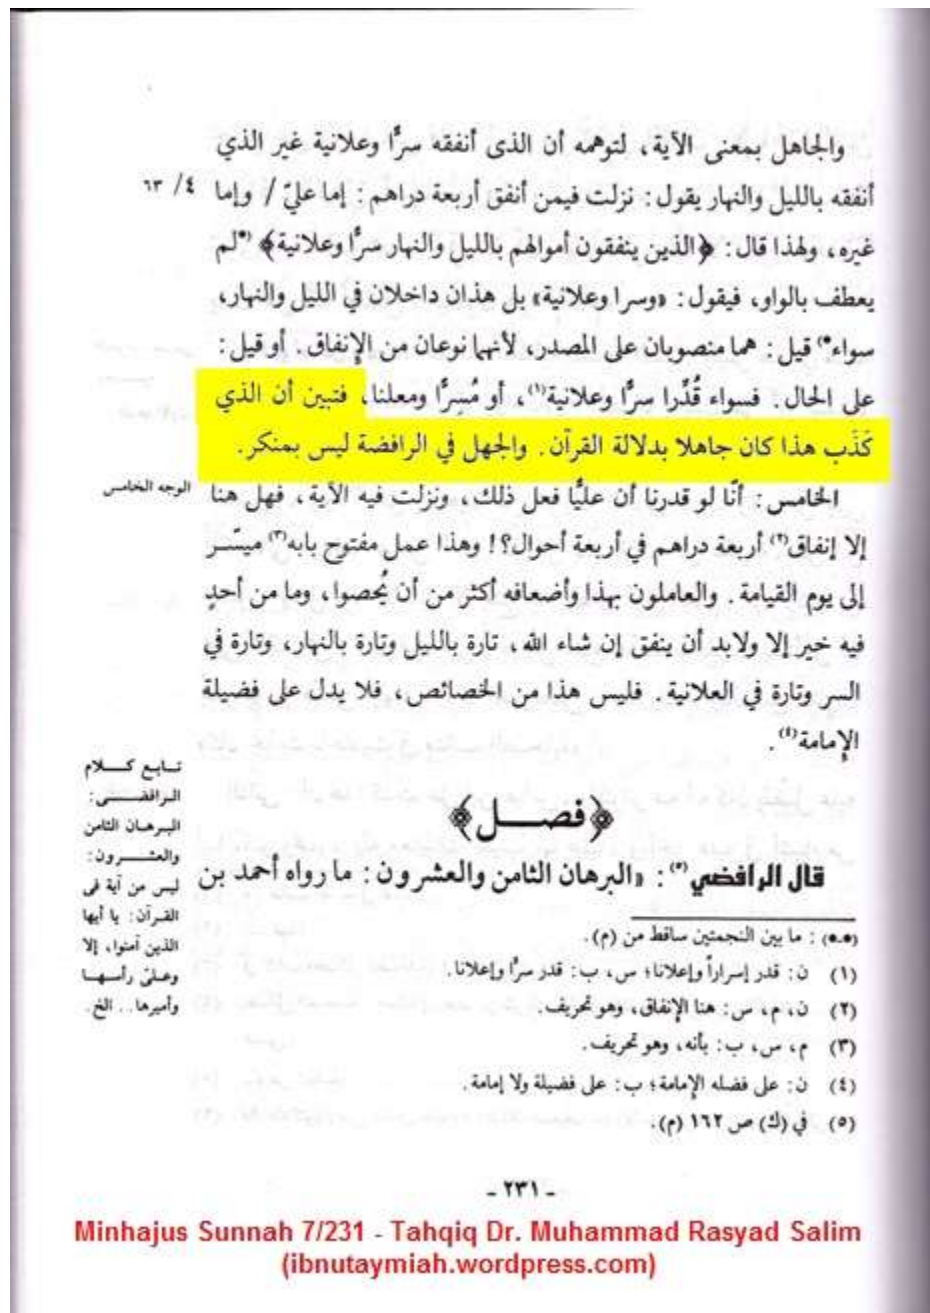 والجاهل بمعنى الآية، لتوهمه أن الذى أنفقه سرًّا وعلانية غير الذي
أنفقه بالليل والنهار يقول: نزلت فيمن أنفق أربعة دراهم: إما عليّ / وإما
٤/ ٦٣
غيره، ولهذا قال: ﴿الذين ينفقون أموالهم بالليل والنهار سرًّا وعلانية﴾ (*لم
يعطف بالواو، فيقول: «وسرا وعلانية» بل هذان داخلان في الليل والنهار،
سواء*) قيل: هما منصوبان على المصدر، لأنهما نوعان من الإنفاق. أو قيل:
على الحال. فسواء قُدِّرا سرًّا وعلانية(١)، أو مُسِرًّا ومعلنا، فتبين أن الذي
كَذَب هذا كان جاهلا بدلالة القرآن. والجهل في الرافضة ليس بمنكر.
الخامس: أنّا لو قدرنا أن عليًّا فعل ذلك، ونزلت فيه الآية، فهل هنا
الوجه الخامس
إلا إنفاق(٢) أربعة دراهم في أربعة أحوال؟! وهذا عمل مفتوح بابه(٣) ميسّر
إلى يوم القيامة. والعاملون بهذا وأضعافه أكثر من أن يُحصوا، وما من أحدٍ
فيه خير إلا ولابد أن ينفق إن شاء الله، تارة بالليل وتارة بالنهار، وتارة في
السر وتارة في العلانية. فليس هذا من الخصائص، فلا يدل على فضيلة
الإمامة(٤).
﴿فصل﴾
قال الرافضي(٥): «البرهان الثامن والعشرون: ما رواه أحمد بن
تابع كلام
الرافضى:
البرهان الثامن
والعشرون:
ليس من آية فى
القرآن: يا أيها
الذين آمنوا، إلا
وعلىّ رأسها
وأميرها.. الخ.
(*-*): ما بين النجمتين ساقط من (م).
(١) ن: قدر إسراراً وإعلانا؛ س، ب: قدر سرًّا وإعلانا.
(٢) ن، م، س: هنا الإنفاق، وهو تحريف.
(٣) م، س، ب: بأنه، وهو تحريف.
(٤) ن: على فضله الإمامة؛ ب: على فضيلة ولا إمامة.
(٥) في (ك) ص ١٦٢ (م).
- ٢٣١ -
Minhajus Sunnah 7/231 - Tahqiq Dr. Muhammad Rasyad Salim
(ibnutaymiah.wordpress.com)